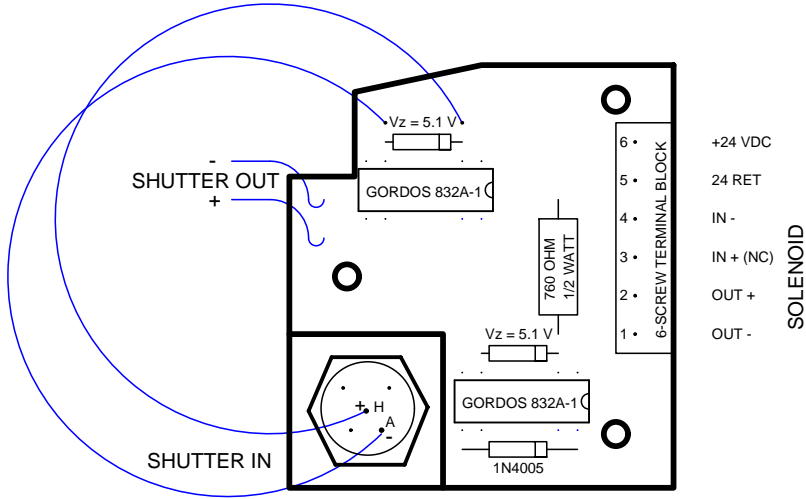 Vz = 5.1 V
-
SHUTTER OUT
+
GORDOS 832A-1
6
5
4
3
2
1
6-SCREW TERMINAL BLOCK
+24 VDC
24 RET
IN -
IN + (NC)
OUT +
OUT -
SOLENOID
760 OHM
1/2 WATT
Vz = 5.1 V
GORDOS 832A-1
1N4005
+ H
A
-
SHUTTER IN